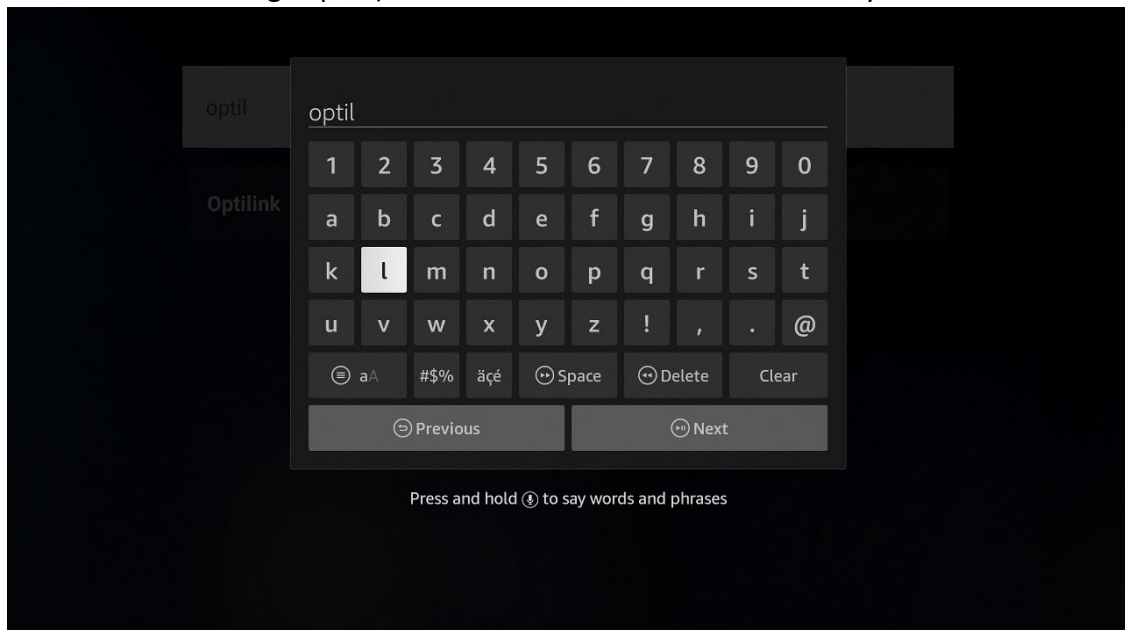 optil
optil
1 2 3 4 5 6 7 8 9 0
Optilink
a b c d e f g h i j
k l m n o p q r s t
u v w x y z ! , . @
aA #$% äçé Space Delete Clear
Previous Next
Press and hold to say words and phrases